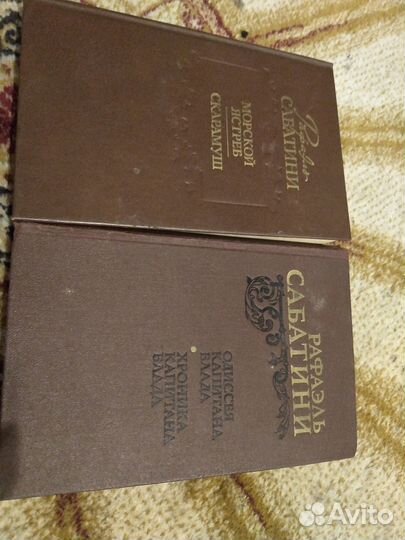 Рафаэль
САБАТИНИ
МОРСКОЙ
ЯСТРЕБ
СКАРАМУШ
РАФАЭЛЬ
САБАТИНИ
ОДИССЕЯ
КАПИТАНА
БЛАДА
ХРОНИКА
КАПИТАНА
БЛАДА
Avito